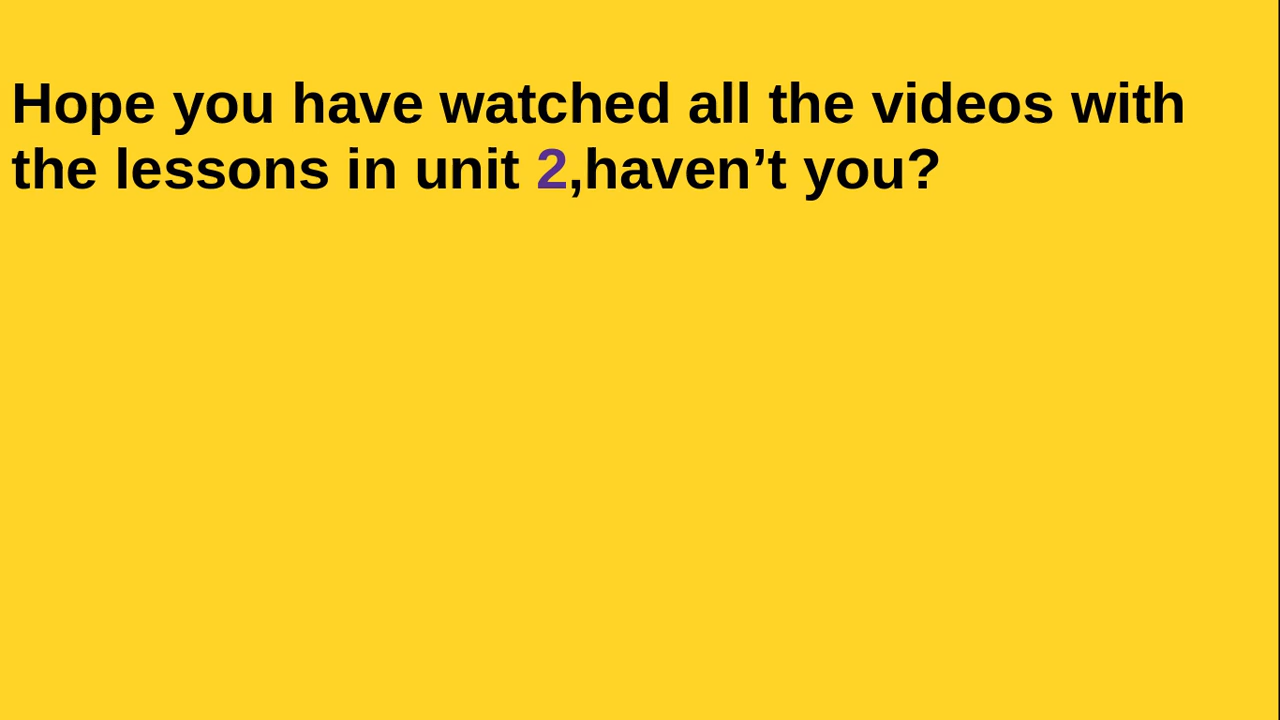 Hope you have watched all the videos with
the lessons in unit 2,haven’t you?